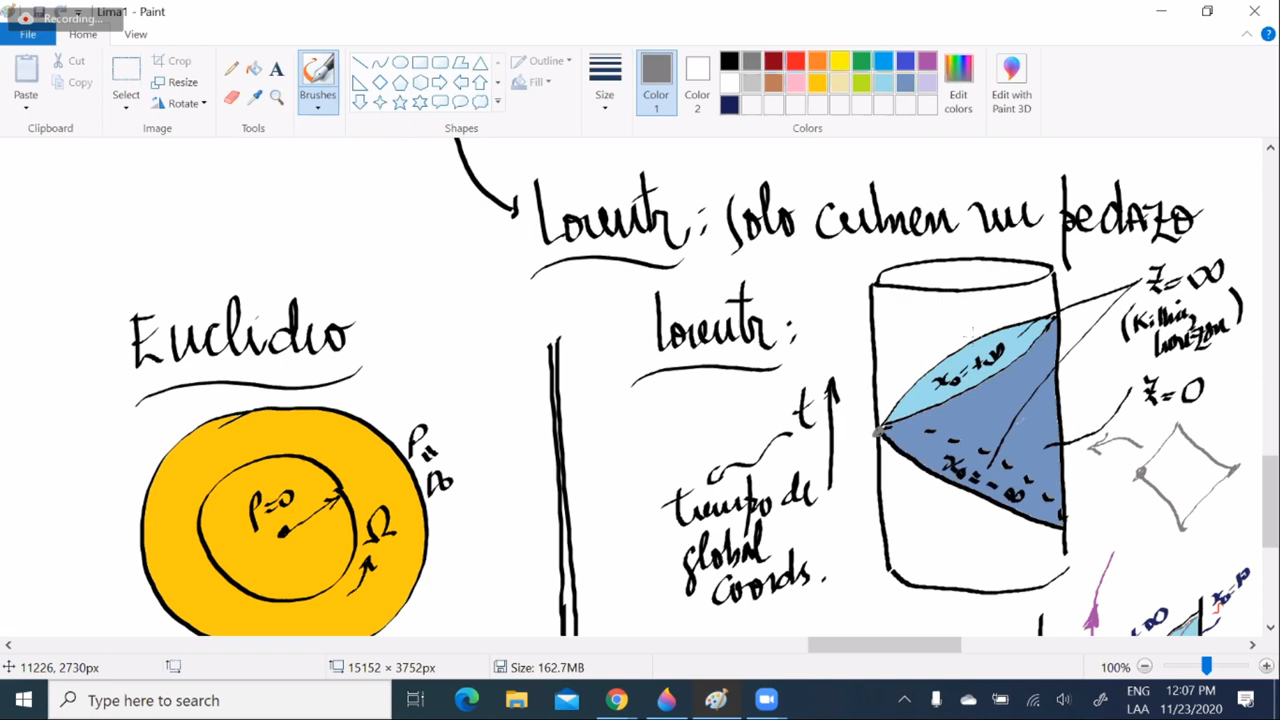 Recording...
Lima1 - Paint
File
Home
View
Paste
Cut
Copy
Clipboard
Select
Crop
Resize
Rotate
Image
A
Tools
Brushes
Outline
Fill
Shapes
Size
Color
1
Color
2
Edit
colors
Edit with
Paint 3D
Colors
Lorentz: solo cubren un pedazo
Euclidio
Lorentz:
z=∞
(Killing
horizon)
z=0
x₀=+∞
x₀=-∞
t
tiempo de
global
coords.
ρ=0
Ω
ρ
=
∞
11226, 2730px
15152 × 3752px
Size: 162.7MB
100%
Type here to search
ENG
LAA
12:07 PM
11/23/2020